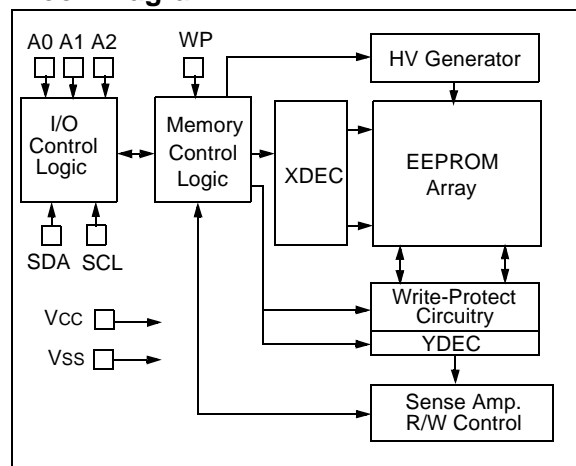 A0 A1 A2
WP
HV Generator
I/O
Control
Logic
Memory
Control
Logic
XDEC
EEPROM
Array
SDA
SCL
Write-Protect
Circuitry
YDEC
VCC
VSS
Sense Amp.
R/W Control